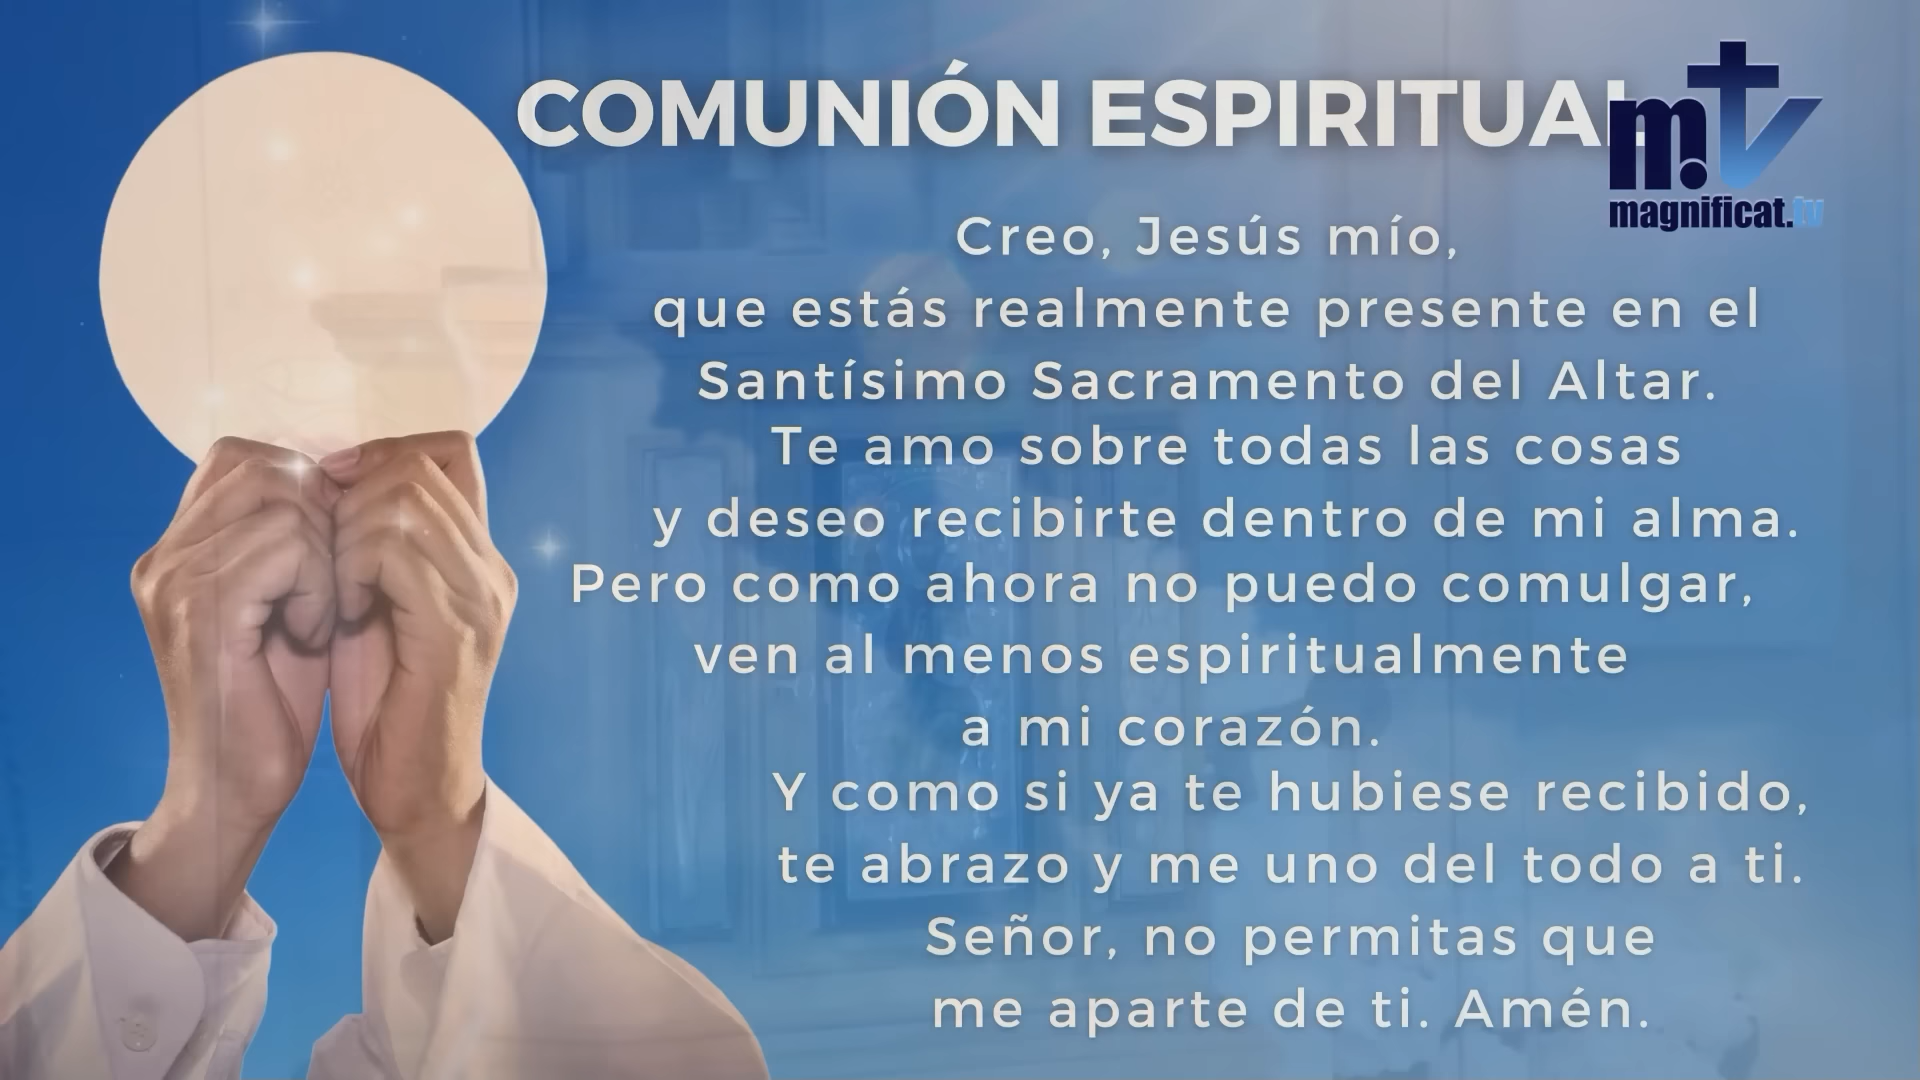 COMUNIÓN ESPIRITUAL
mtv
magnificat.tv
Creo, Jesús mío,
que estás realmente presente en el
Santísimo Sacramento del Altar.
Te amo sobre todas las cosas
y deseo recibirte dentro de mi alma.
Pero como ahora no puedo comulgar,
ven al menos espiritualmente
a mi corazón.
Y como si ya te hubiese recibido,
te abrazo y me uno del todo a ti.
Señor, no permitas que
me aparte de ti. Amén.